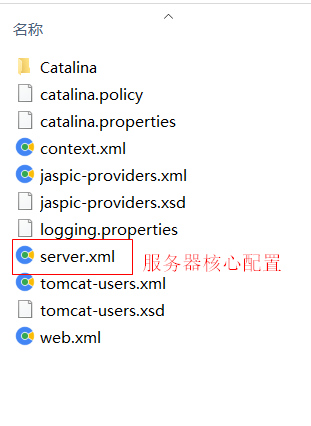 名称
Catalina
catalina.policy
catalina.properties
context.xml
jaspic-providers.xml
jaspic-providers.xsd
logging.properties
server.xml 服务器核心配置
tomcat-users.xml
tomcat-users.xsd
web.xml